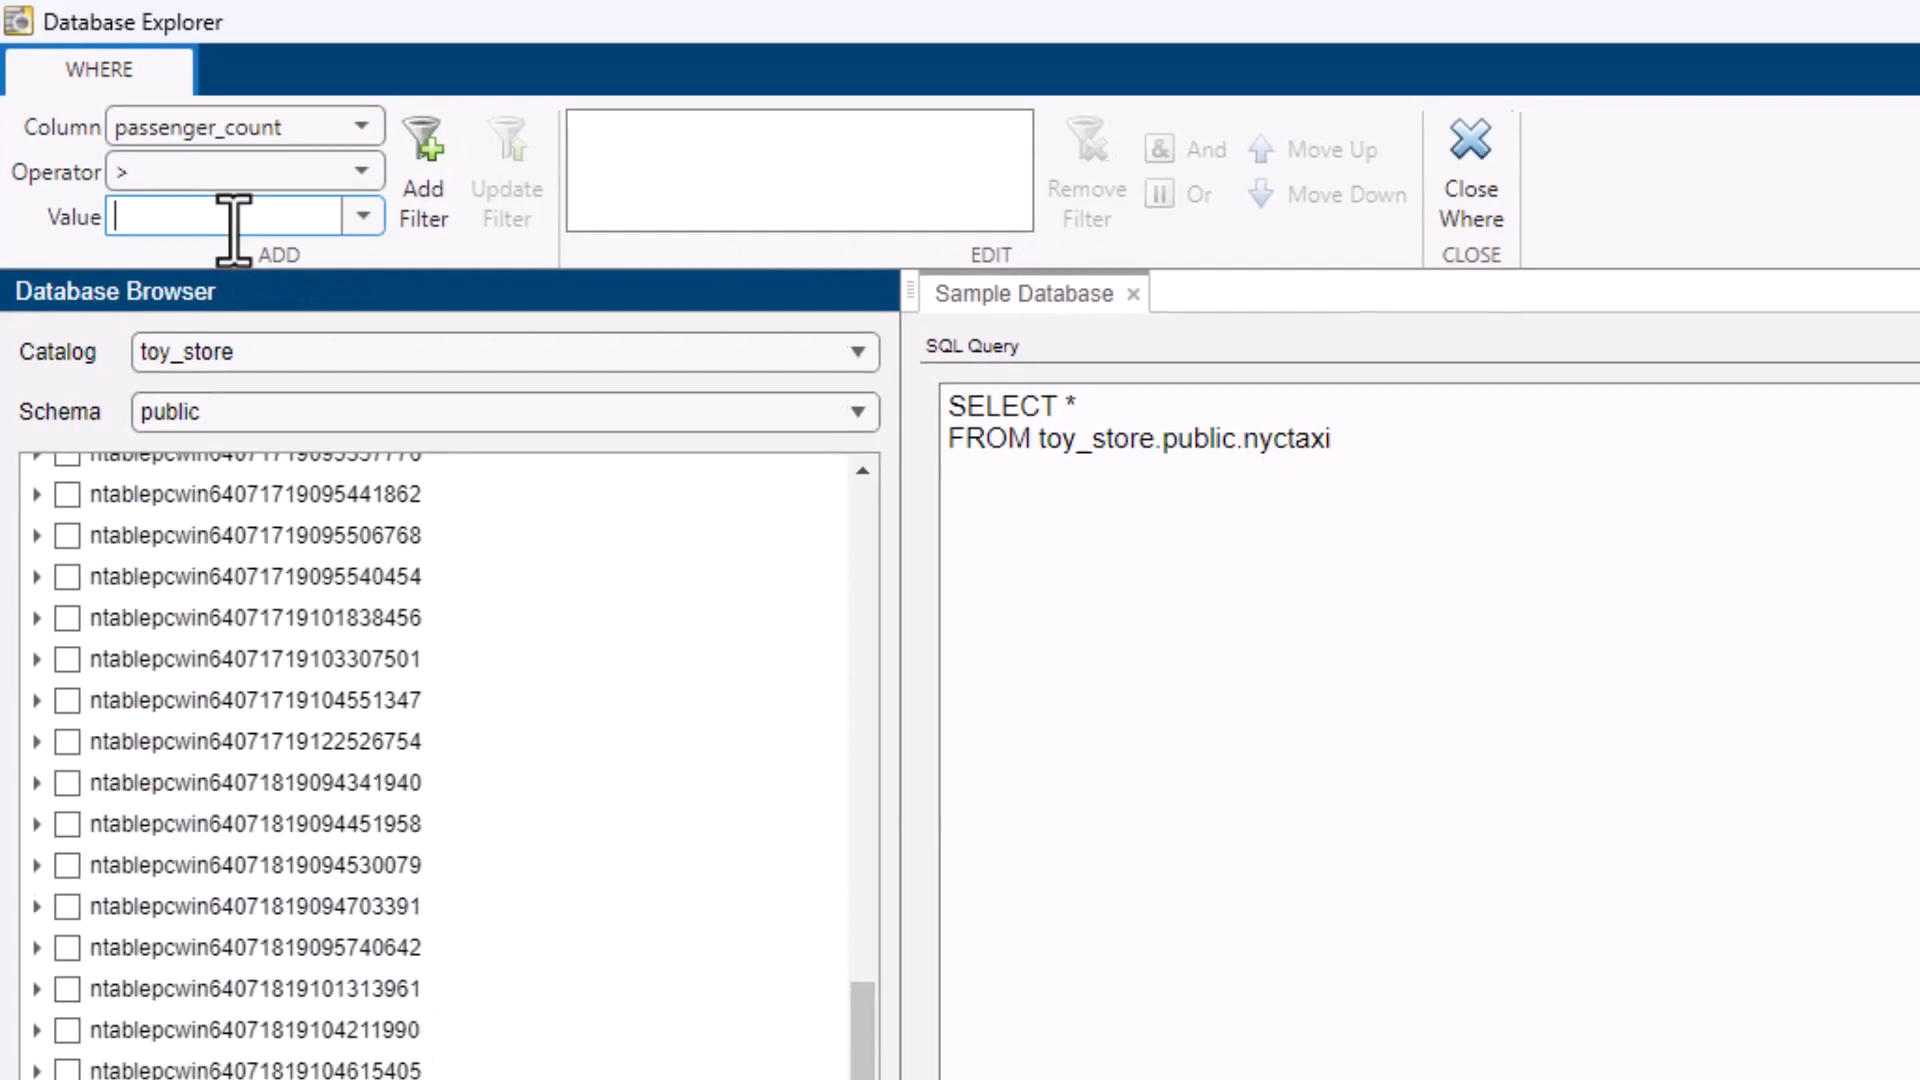 Database Explorer
WHERE
Column passenger_count
Operator >
Value
Add Filter
Update Filter
ADD
Remove Filter
And
Or
Move Up
Move Down
EDIT
Close Where
CLOSE
Database Browser
Catalog toy_store
Schema public
ntablepcwin64071719095441862
ntablepcwin64071719095506768
ntablepcwin64071719095540454
ntablepcwin64071719101838456
ntablepcwin64071719103307501
ntablepcwin64071719104551347
ntablepcwin64071719122526754
ntablepcwin64071819094341940
ntablepcwin64071819094451958
ntablepcwin64071819094530079
ntablepcwin64071819094703391
ntablepcwin64071819095740642
ntablepcwin64071819101313961
ntablepcwin64071819104211990
ntablepcwin64071819104615405
Sample Database
SQL Query
SELECT *
FROM toy_store.public.nyctaxi